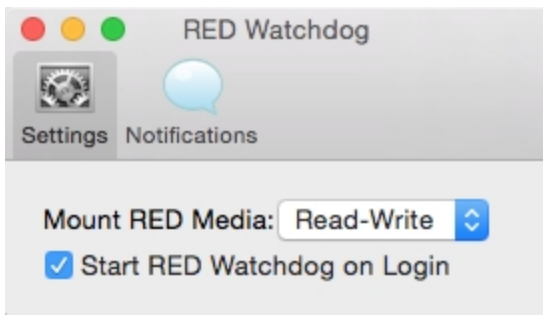 RED Watchdog
Settings Notifications
Mount RED Media: Read-Write
Start RED Watchdog on Login